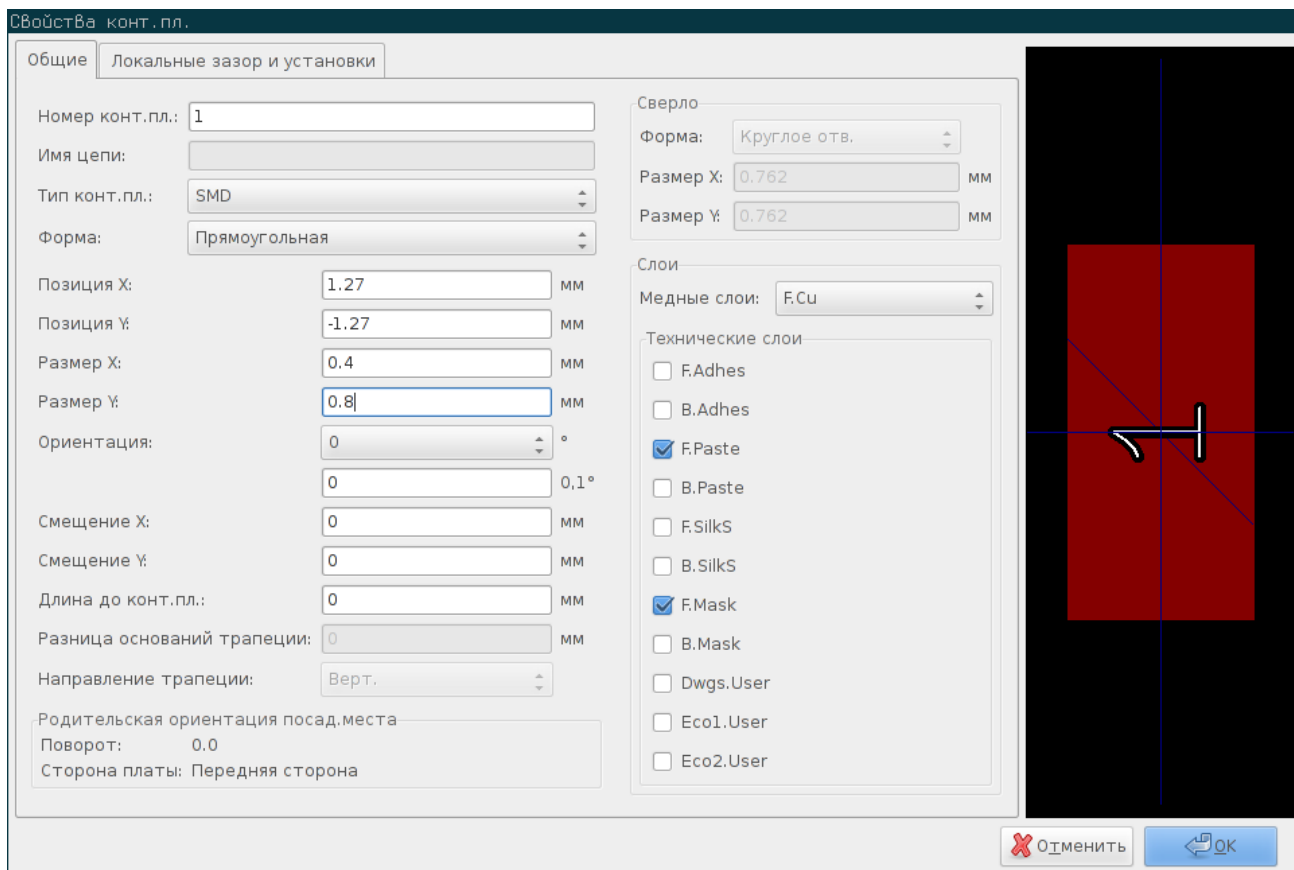 Свойства конт.пл.
Общие
Локальные зазор и установки
Номер конт.пл.: 1
Имя цепи:
Тип конт.пл.: SMD
Форма: Прямоугольная
Позиция X: 1.27 мм
Позиция Y: -1.27 мм
Размер X: 0.4 мм
Размер Y: 0.8 мм
Ориентация: 0 °
0 0,1°
Смещение X: 0 мм
Смещение Y: 0 мм
Длина до конт.пл.: 0 мм
Разница оснований трапеции: 0 мм
Направление трапеции: Верт.
Родительская ориентация посад.места
Поворот: 0.0
Сторона платы: Передняя сторона
Сверло
Форма: Круглое отв.
Размер X: 0.762 мм
Размер Y: 0.762 мм
Слои
Медные слои: F.Cu
Технические слои
F.Adhes
B.Adhes
F.Paste
B.Paste
F.SilkS
B.SilkS
F.Mask
B.Mask
Dwgs.User
Eco1.User
Eco2.User
1
Отменить
OK